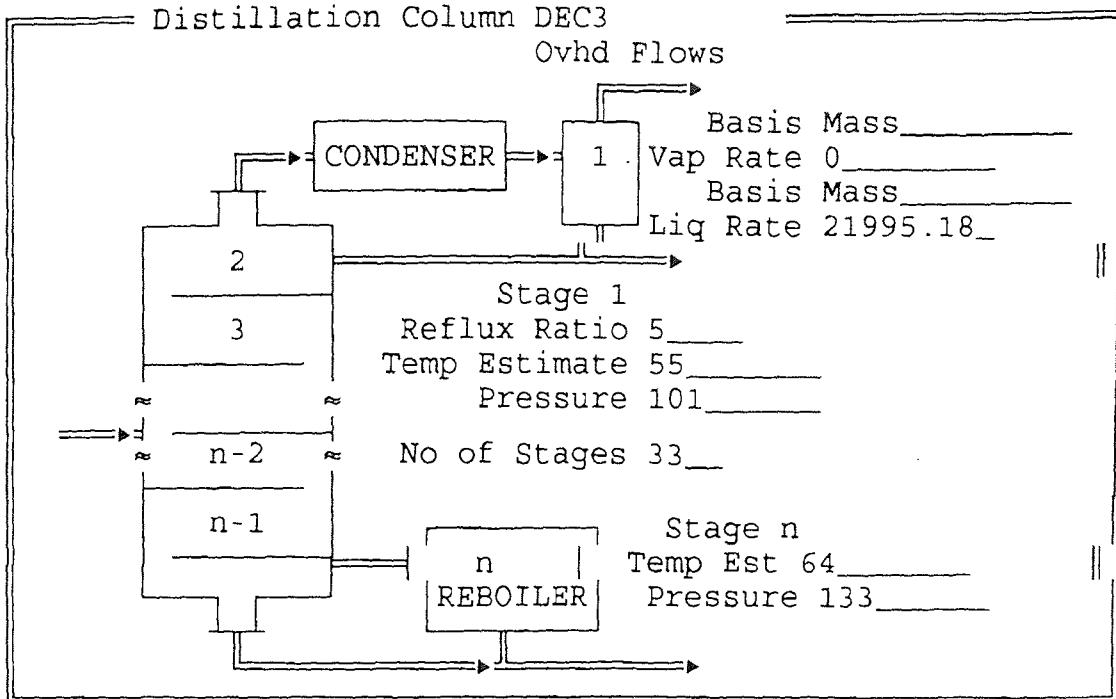 Distillation Column DEC3
Ovhd Flows
Basis Mass
CONDENSER
1
Vap Rate 0
Basis Mass
Liq Rate 21995.18
2
Stage 1
3
Reflux Ratio 5
Temp Estimate 55
Pressure 101
n-2
No of Stages 33
n-1
Stage n
n
Temp Est 64
REBOILER
Pressure 133